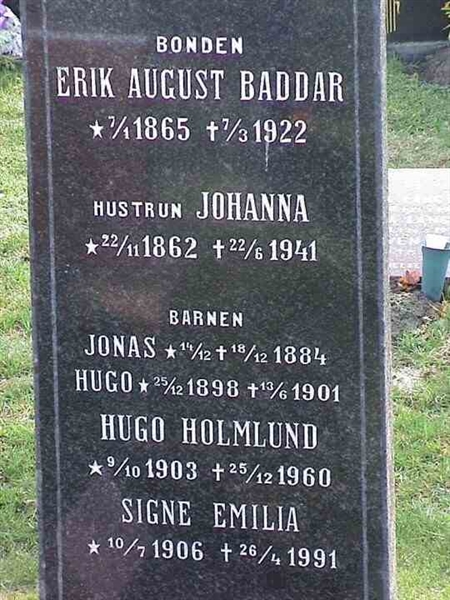 BONDEN
ERIK AUGUST BADDAR
★ 7/1 1865 ✝ 7/3 1922
HUSTRUN JOHANNA
★ 22/11 1862 ✝ 22/6 1941
BARNEN
JONAS ★ 14/12 ✝ 18/12 1884
HUGO ★ 25/12 1898 ✝ 13/6 1901
HUGO HOLMLUND
★ 9/10 1903 ✝ 25/12 1960
SIGNE EMILIA
★ 10/7 1906 ✝ 26/4 1991